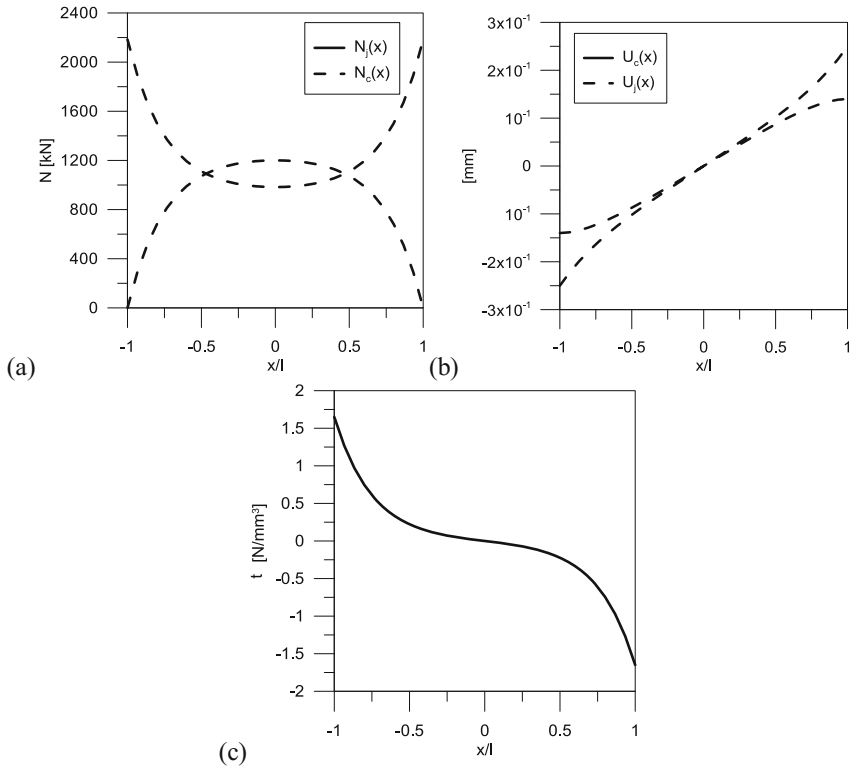 2400
2000
1600
1200
800
400
0
N [kN]
N_j(x)
N_c(x)
-1 -0.5 0 0.5 1
x/l
(a)
3x10⁻¹
2x10⁻¹
10⁻¹
0
10⁻¹
-2x10⁻¹
-3x10⁻¹
[mm]
U_c(x)
U_j(x)
-1 -0.5 0 0.5 1
x/l
(b)
2
1.5
1
0.5
0
-0.5
-1
-1.5
-2
t [N/mm³]
-1 -0.5 0 0.5 1
x/l
(c)